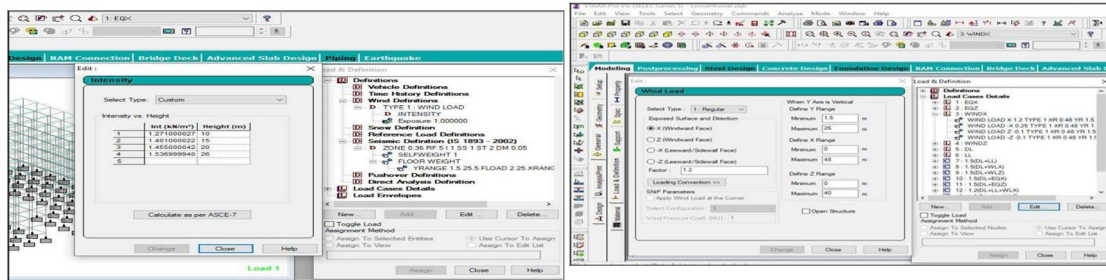 1: EQX
Design RAM Connection Bridge Deck Advanced Slab Design Piping Earthquake
Edit :
Intensity
Select Type : Custom
Intensity vs. Height
Int (kN/m²) Height (m)
1 1.271000027 10
2 1.401000022 15
3 1.455000042 20
4 1.536999940 26
5
Calculate as per ASCE-7
Change Close Help
Load 1
Load & Definition
Definitions
Vehicle Definitions
Time History Definitions
Wind Definitions
TYPE 1 : WIND LOAD
INTENSITY
Exposure 1.000000
Snow Definition
Reference Load Definitions
Seismic Definition (IS 1893 - 2002)
ZONE 0.36 RF 5 I 1 SS 1 ST 2 DM 0.05
SELFWEIGHT 1
FLOOR WEIGHT
YRANGE 1.5 25.5 FLOAD 2.25 XRANG
Pushover Definitions
Direct Analysis Definition
Load Cases Details
Load Envelopes
New... Add... Edit ... Delete...
Toggle Load
Assignment Method
Assign To Selected Entities Use Cursor To Assign
Assign To View Assign To Edit List
Assign Close Help
File Edit View Tools Select Geometry Commands Analyze Mode Window Help
3: WINDX
Modeling Postprocessing Steel Design Concrete Design Foundation Design RAM Connection Bridge Deck Advanced Slab
Setup
Property
General
Spec
Geometry
Support
Load & Definition
Analysis/Print
Material
Design
Edit :
Wind Load
Select Type : 1: Regular
Exposed Surface and Direction
X (Windward Face)
Z (Windward Face)
-X (Leeward/Sidewall Face)
-Z (Leeward/Sidewall Face)
Factor : 1.2
Loading Convention >>
SNiP Parameters
Apply Wind Load at the Corner
Select Configuration 1
Wind Pressure Coeff. (NU) : 1
When Y Axis is Vertical
Define Y Range
Minimum 1.5 m
Maximum 26 m
Define X Range
Minimum 0 m
Maximum 48 m
Define Z Range
Minimum 0 m
Maximum 40 m
Open Structure
Change Close Help
Load & Definition
Definitions
Load Cases Details
1 : EQX
2 : EQZ
3 : WINDX
WIND LOAD X 1.2 TYPE 1 XR 0 48 YR 1.5
WIND LOAD -X 0.25 TYPE 1 XR 0 48 YR 1.
WIND LOAD Z -0.1 TYPE 1 XR 0 48 YR 1.5
WIND LOAD -Z -0.1 TYPE 1 XR 0 48 YR 1.
4 : WINDZ
5 : DL
6 : LL
7 : 1.5(DL+LL)
8 : 1.5(DL+WLX)
9 : 1.5(DL+WLZ)
10 : 1.5(DL+EQX)
11 : 1.5(DL+EQZ)
12 : 1.2(DL+LL+WLX)
New... Add... Edit ... Delete...
Toggle Load
Assignment Method
Assign To Selected Nodes Use Cursor To Assign
Assign To View Assign To Edit List
Assign Close Help